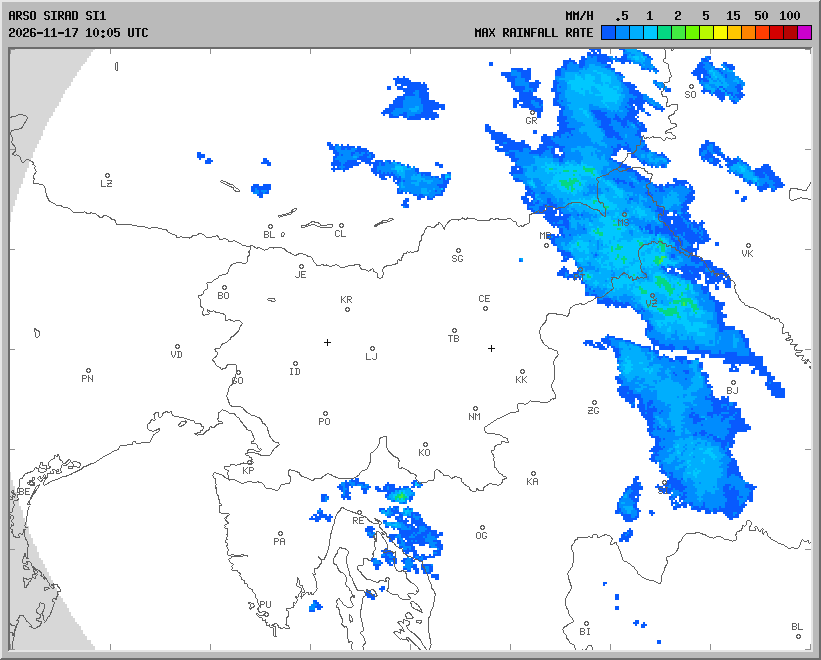 ARSO SIRAD SI1
MM/H .5 1 2 5 15 50 100
2026-11-17 10:05 UTC
MAX RAINFALL RATE
SO
GR
LZ
MS
BL
CL
MB
VK
SG
JE
BO
KR
CE
VZ
TB
VD
LJ
ID
PN
GO
KK
BJ
NM
ZG
PO
KO
KP
KA
BE
RE
OG
PA
PU
BI
BL